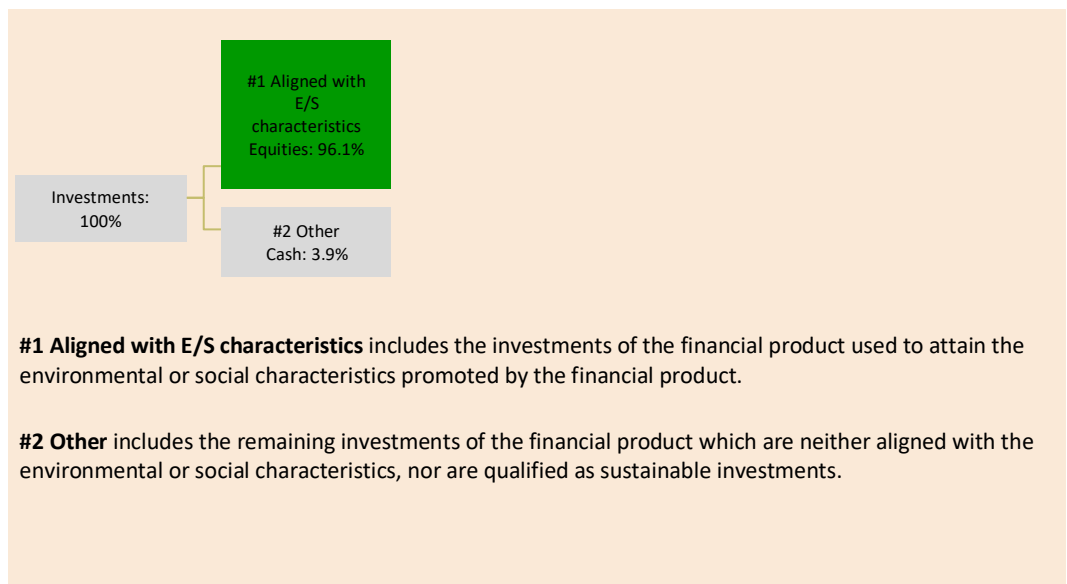 #1 Aligned with
E/S
characteristics
Equities: 96.1%
Investments:
100%
#2 Other
Cash: 3.9%
#1 Aligned with E/S characteristics includes the investments of the financial product used to attain the
environmental or social characteristics promoted by the financial product.
#2 Other includes the remaining investments of the financial product which are neither aligned with the
environmental or social characteristics, nor are qualified as sustainable investments.